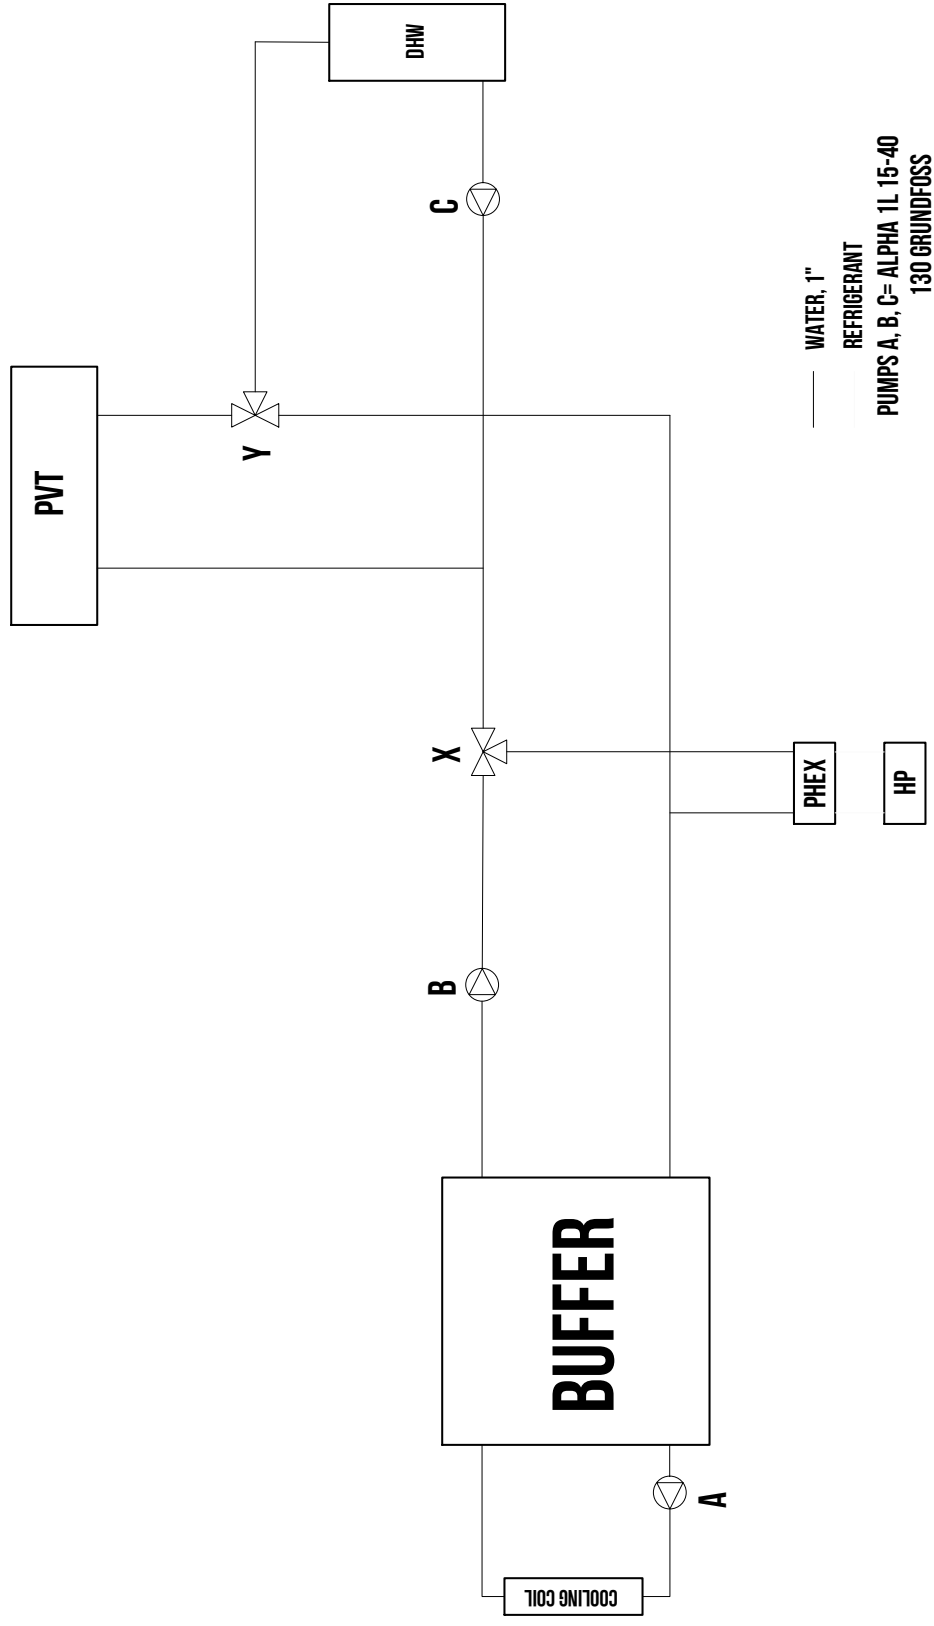 PVT
DHW
C
Y
X
B
BUFFER
A
COOLING COIL
PHEX
HP
WATER, 1"
REFRIGERANT
PUMPS A, B, C= ALPHA 1L 15-40
130 GRUNDFOSS